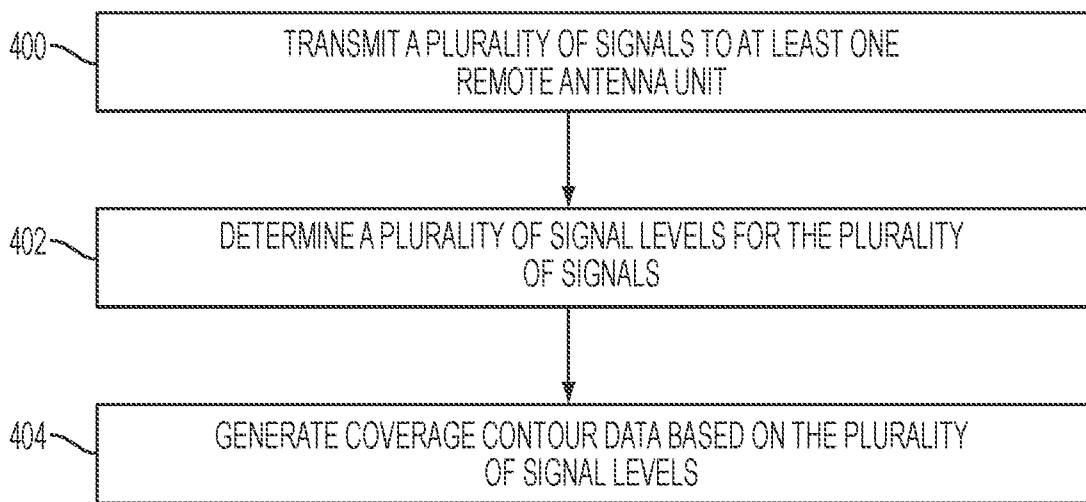 400
TRANSMIT A PLURALITY OF SIGNALS TO AT LEAST ONE
REMOTE ANTENNA UNIT
402
DETERMINE A PLURALITY OF SIGNAL LEVELS FOR THE PLURALITY
OF SIGNALS
404
GENERATE COVERAGE CONTOUR DATA BASED ON THE PLURALITY
OF SIGNAL LEVELS